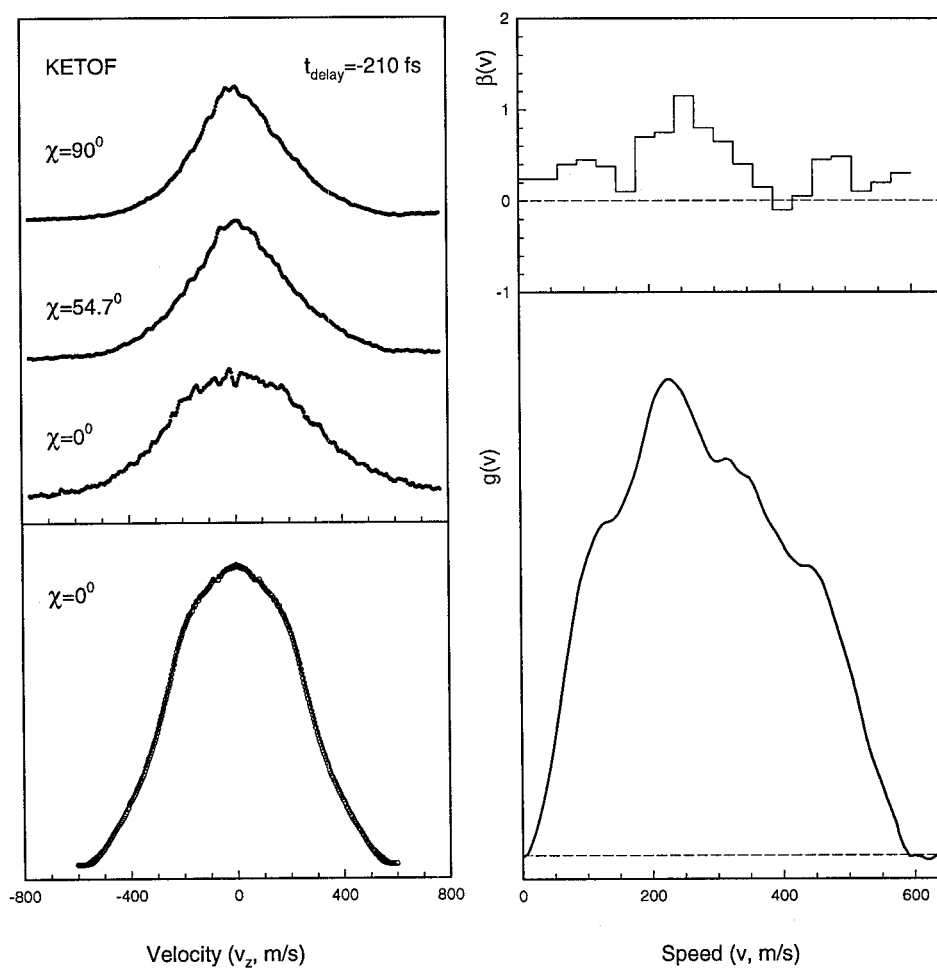 KETOF
t_delay=-210 fs
χ=90⁰
χ=54.7⁰
χ=0⁰
χ=0⁰
-800 -400 0 400 800
Velocity (v_z, m/s)
2
1
0
-1
β(v)
g(v)
0 200 400 600
Speed (v, m/s)